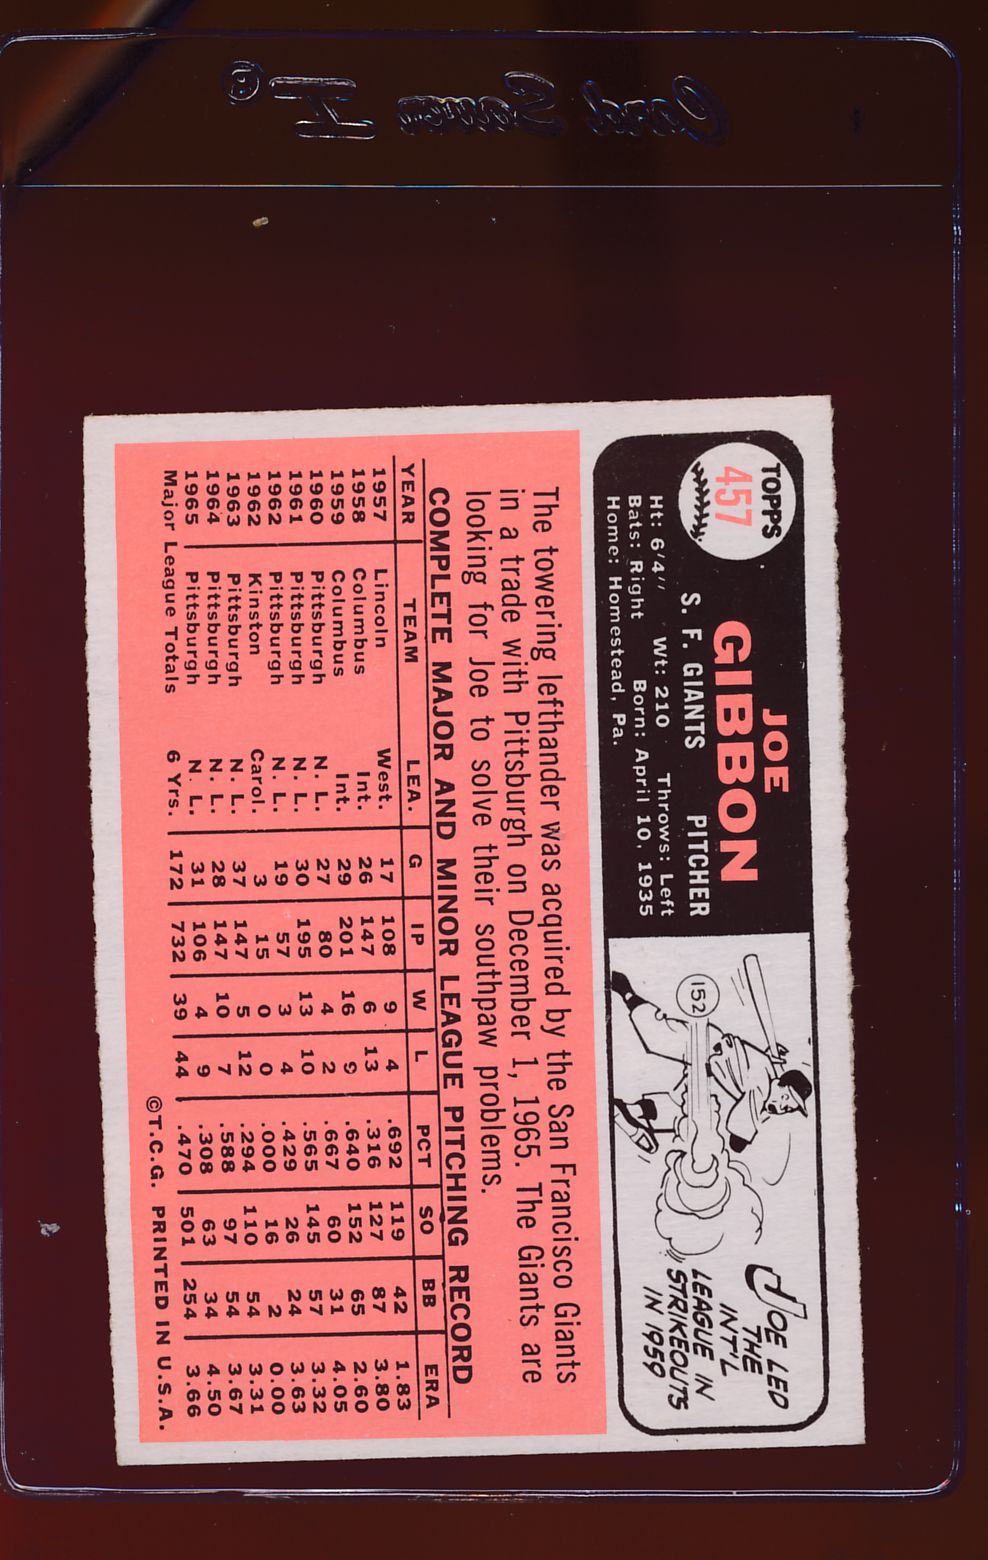 Card Saver I®
TOPPS
457
JOE
GIBBON
S. F. GIANTS PITCHER
Ht: 6'4" Wt: 210 Throws: Left
Bats: Right Born: April 10, 1935
Home: Homestead, Pa.
152
JOE LED
THE
INT'L
LEAGUE IN
STRIKEOUTS
IN 1959
The towering lefthander was acquired by the San Francisco Giants
in a trade with Pittsburgh on December 1, 1965. The Giants are
looking for Joe to solve their southpaw problems.
COMPLETE MAJOR AND MINOR LEAGUE PITCHING RECORD
YEAR TEAM LEA. G IP W L PCT SO BB ERA
1957 Lincoln West. 17 108 9 4 .692 119 42 1.83
1958 Columbus Int. 26 147 6 13 .316 127 87 3.80
1959 Columbus Int. 29 201 16 9 .640 152 65 2.60
1960 Pittsburgh N. L. 27 80 4 2 .667 60 31 4.05
1961 Pittsburgh N. L. 30 195 13 10 .565 145 57 3.32
1962 Pittsburgh N. L. 19 57 3 4 .429 26 24 3.63
1962 Kinston Carol. 3 15 0 0 .000 16 2 0.00
1963 Pittsburgh N. L. 37 147 5 12 .294 110 54 3.31
1964 Pittsburgh N. L. 28 147 10 7 .588 97 54 3.67
1965 Pittsburgh N. L. 31 106 4 9 .308 63 34 4.50
Major League Totals 6 Yrs. 172 732 39 44 .470 501 254 3.66
©T.C.G. PRINTED IN U.S.A.